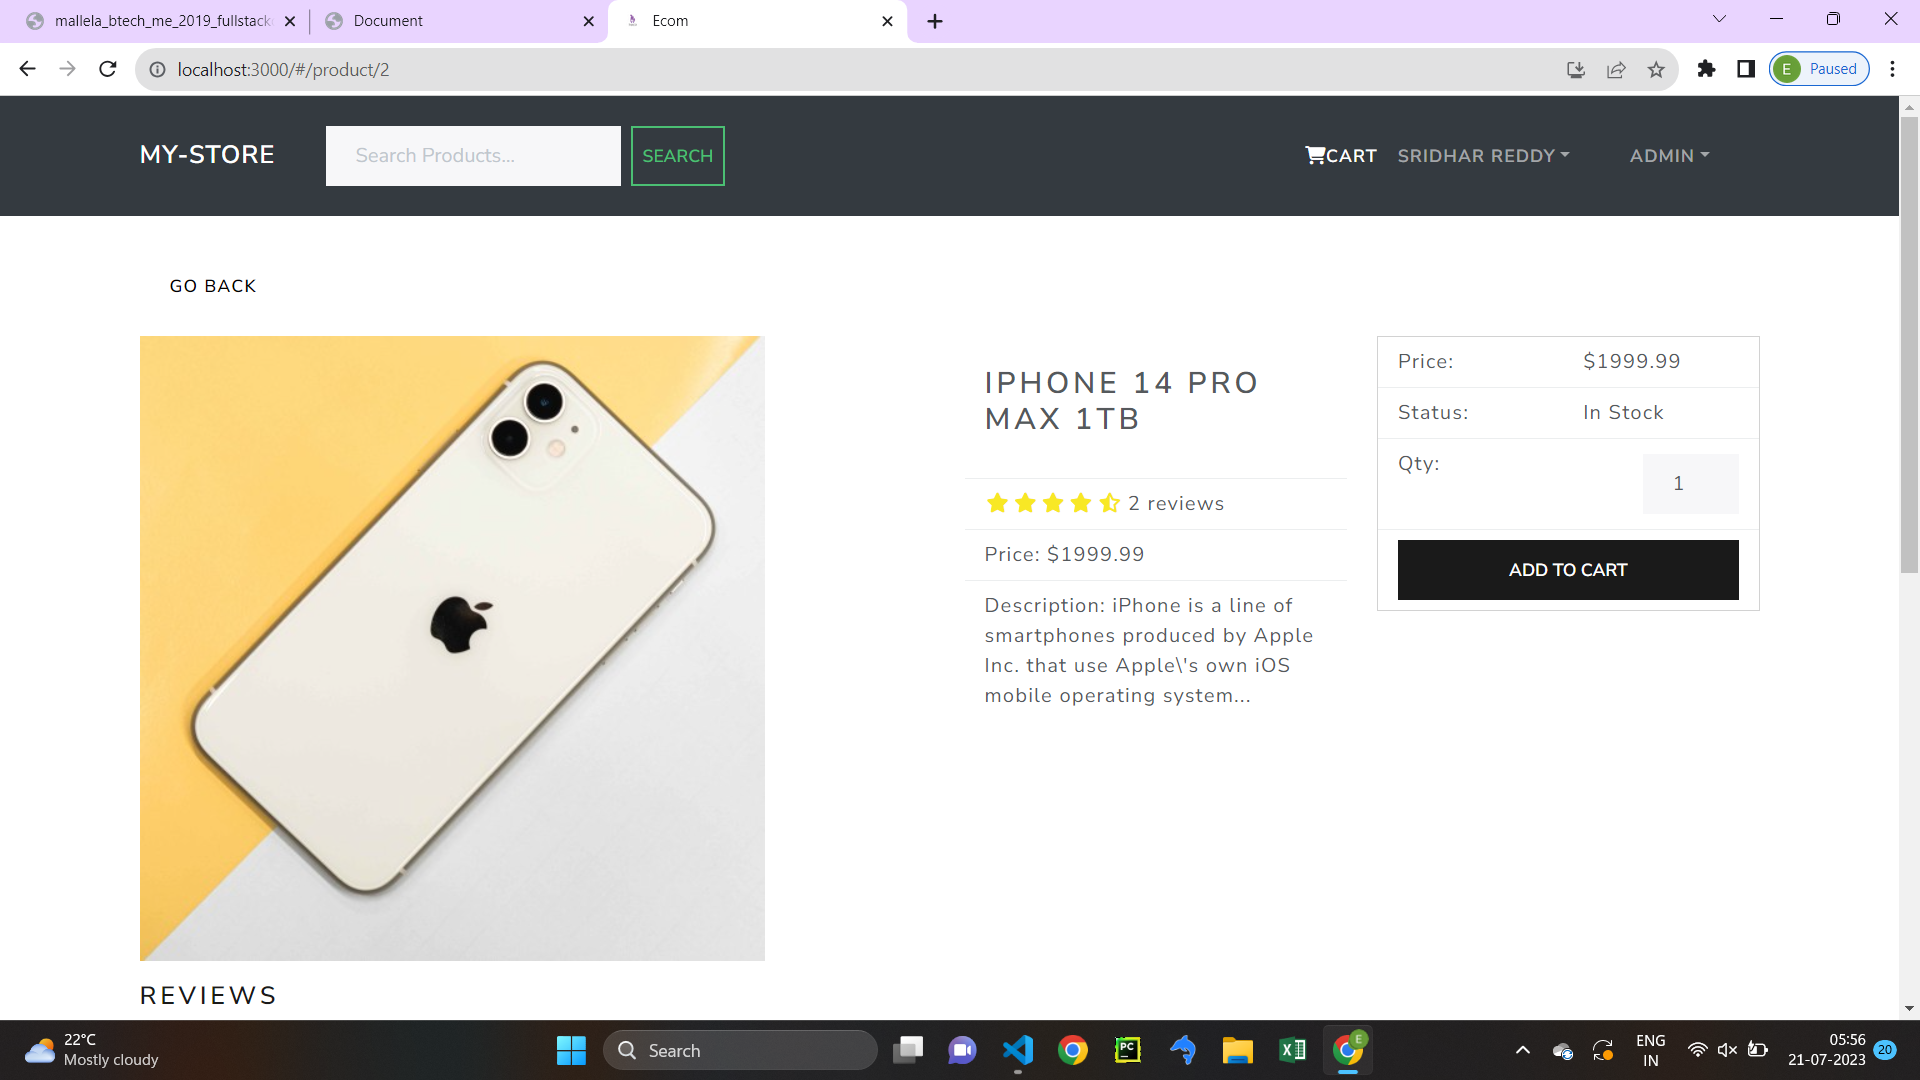 mallela_btech_me_2019_fullstack
Document
Ecom
localhost:3000/#/product/2
E
Paused
MY-STORE
Search Products...
SEARCH
CART
SRIDHAR REDDY
ADMIN
GO BACK
IPHONE 14 PRO
MAX 1TB
2 reviews
Price: $1999.99
Description: iPhone is a line of
smartphones produced by Apple
Inc. that use Apple\'s own iOS
mobile operating system...
Price: $1999.99
Status: In Stock
Qty: 1
ADD TO CART
REVIEWS
22°C
Mostly cloudy
Search
PC
E
ENG
IN
05:56
21-07-2023
20